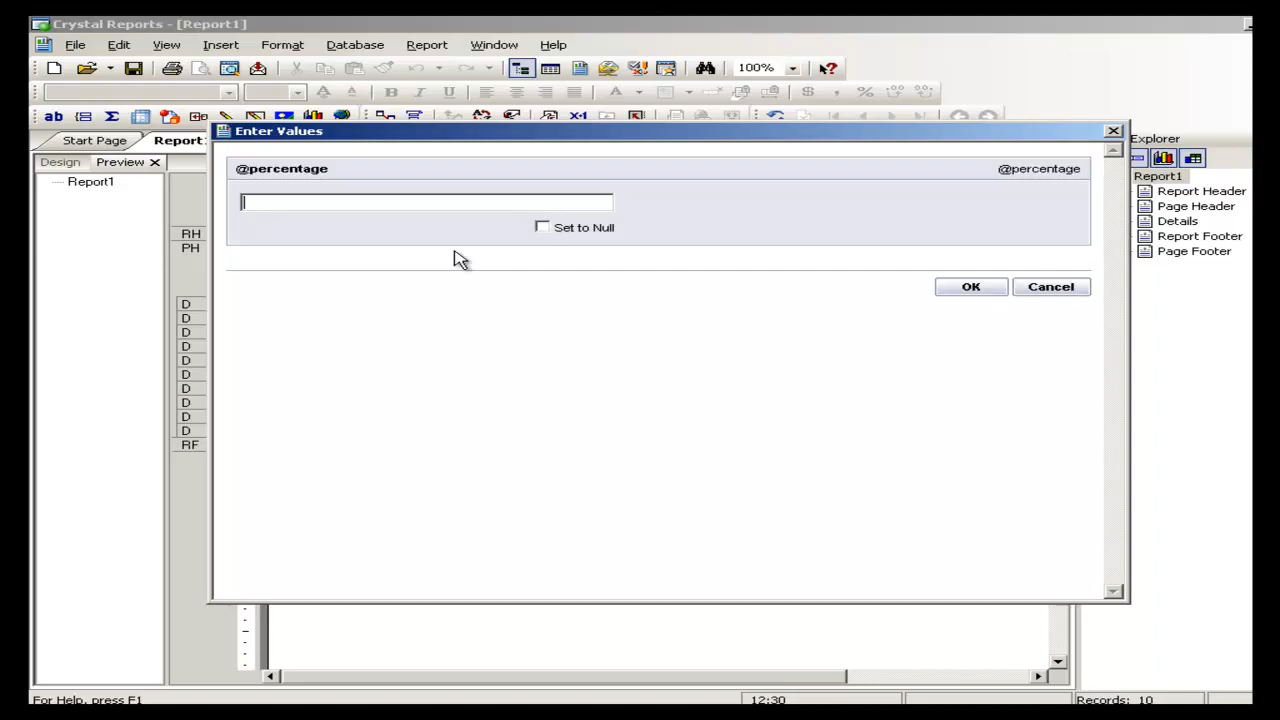 Crystal Reports - [Report1]
File Edit View Insert Format Database Report Window Help
100%
B I U A $ , %
ab Σ x-1
Start Page Report
Enter Values
Explorer
Design Preview
@percentage @percentage
Report1
Report1
Report Header
Page Header
Details
Report Footer
Page Footer
Set to Null
RH
PH
OK Cancel
D
D
D
D
D
D
D
D
D
D
RF
For Help, press F1 12:30 Records: 10